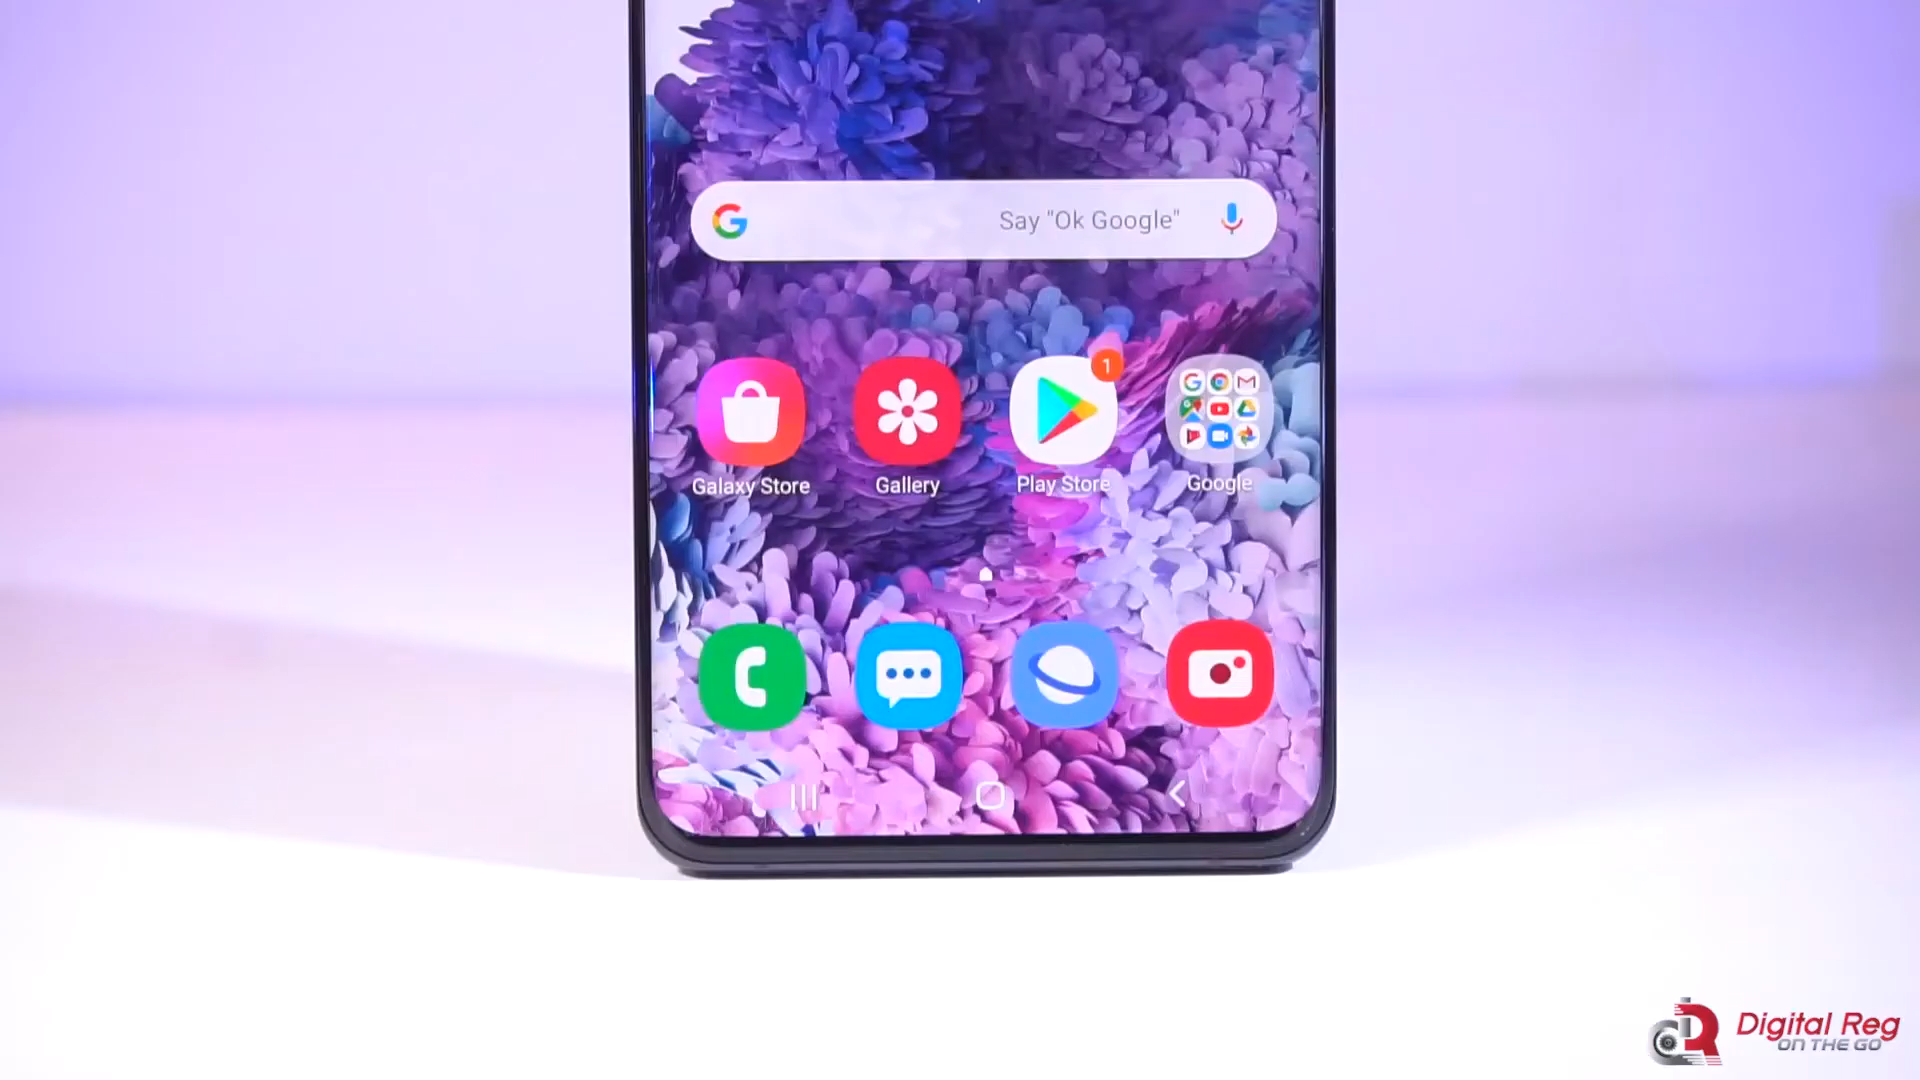 Say "Ok Google"
1
Galaxy Store
Gallery
Play Store
Google
Digital Reg
ON THE GO